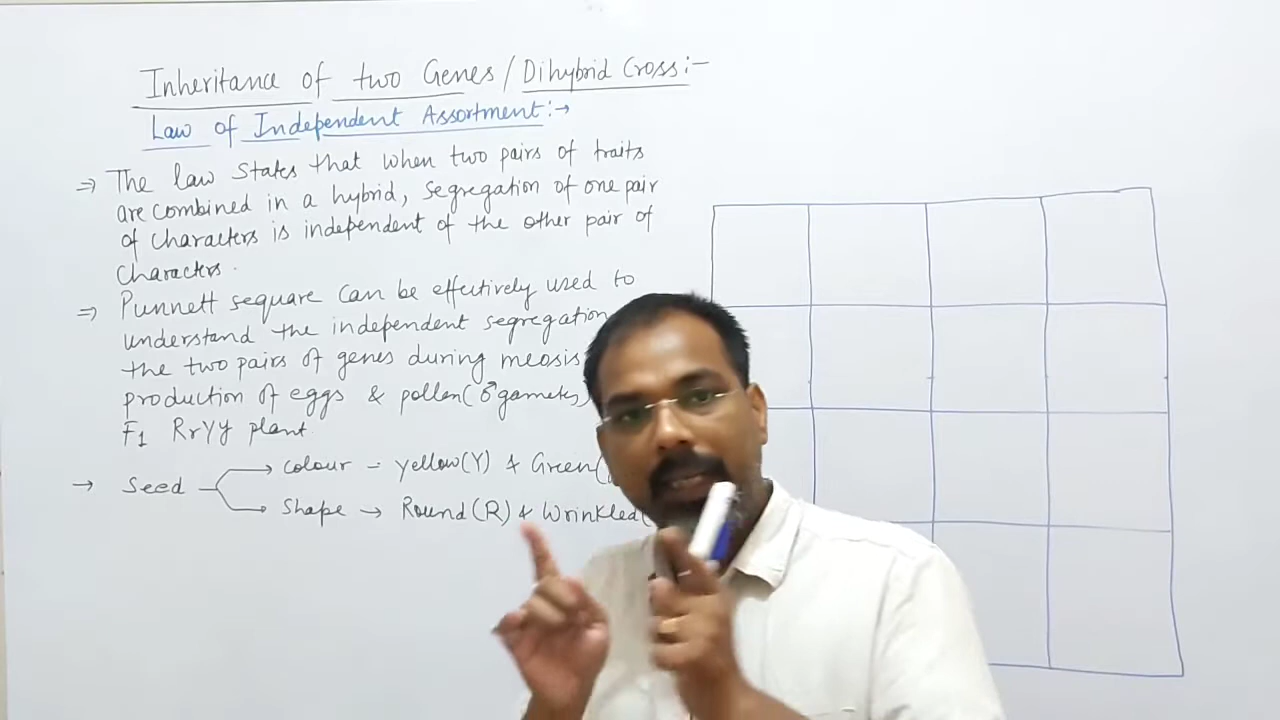 Inheritance of two Genes / Dihybrid Cross:-
Law of Independent Assortment:→
⇒ The law states that when two pairs of traits
are combined in a hybrid, segregation of one pair
of characters is independent of the other pair of
characters.
⇒ Punnett sequare can be effectively used to
understand the independent segregation
the two pairs of genes during meosis
production of eggs & pollen(♂gametes)
F1 RrYy plant.
→ Seed → Colour - yellow(Y) & Green(
→ Shape → Round(R) & Wrinkled(